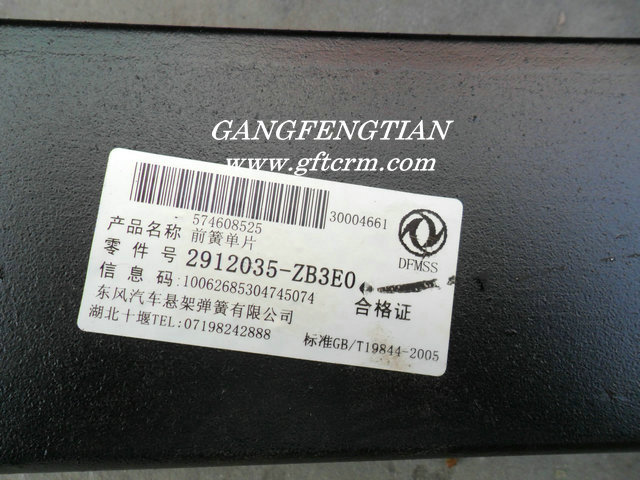 GANGFENGTIAN
www.gftcrm.com
574608525
30004661
产品名称 前簧单片
零件号 2912035-ZB3E0
DFMSS
信息码:10062685304745074
合格证
东风汽车悬架弹簧有限公司
湖北十堰TEL:07198242888
标准GB/T19844-2005